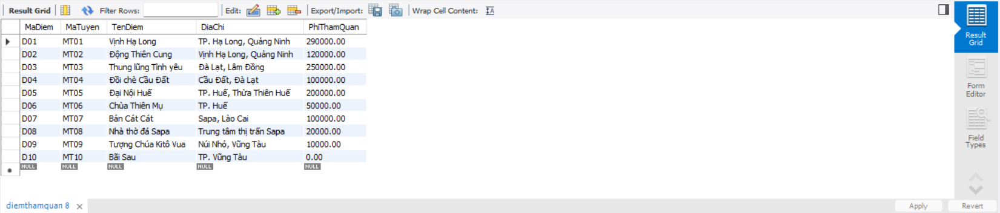 Result Grid Filter Rows: Edit: Export/Import: Wrap Cell Content:
MaDiem MaTuyen TenDiem DiaChi PhiThamQuan
D01 MT01 Vịnh Hạ Long TP. Hạ Long, Quảng Ninh 290000.00
D02 MT02 Động Thiên Cung Vịnh Hạ Long, Quảng Ninh 120000.00
D03 MT03 Thung lũng Tình yêu Đà Lạt, Lâm Đồng 250000.00
D04 MT04 Đồi chè Cầu Đất Cầu Đất, Đà Lạt 100000.00
D05 MT05 Đại Nội Huế TP. Huế, Thừa Thiên Huế 200000.00
D06 MT06 Chùa Thiên Mụ TP. Huế 50000.00
D07 MT07 Bản Cát Cát Sapa, Lào Cai 100000.00
D08 MT08 Nhà thờ đá Sapa Trung tâm thị trấn Sapa 20000.00
D09 MT09 Tượng Chúa Kitô Vua Núi Nhỏ, Vũng Tàu 10000.00
D10 MT10 Bãi Sau TP. Vũng Tàu 0.00
NULL NULL NULL NULL NULL
Result
Grid
Form
Editor
Field
Types
diemthamquan 8
Apply Revert